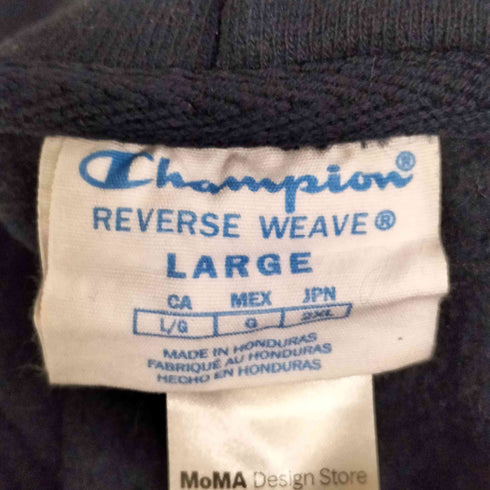 Champion®
REVERSE WEAVE®
LARGE
CA MEX JPN
L/G G 2XL
MADE IN HONDURAS
FABRIQUÉ AU HONDURAS
HECHO EN HONDURAS
MoMA Design Store